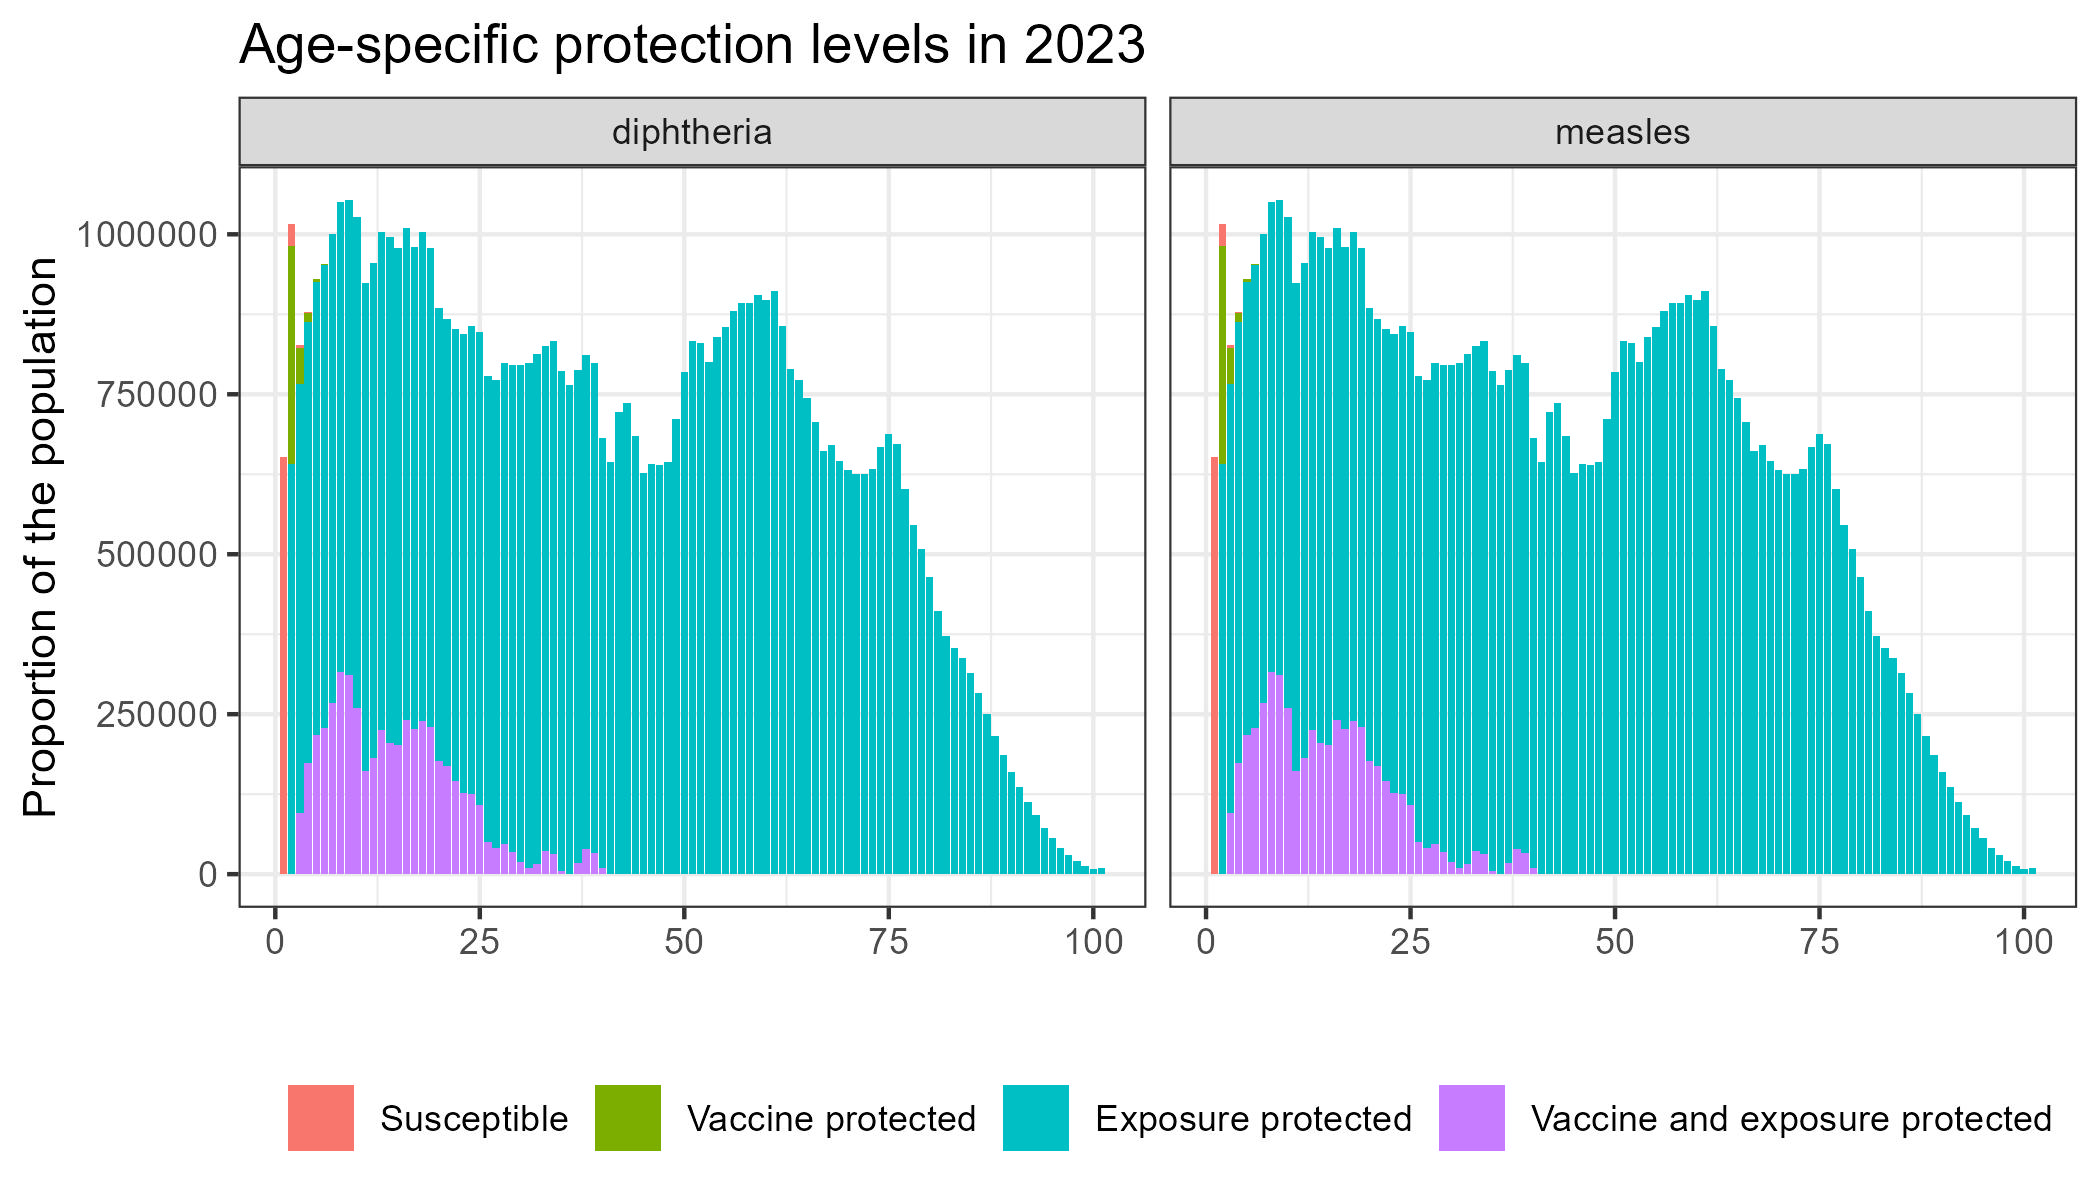 Age-specific protection levels in 2023
diphtheria
measles
Proportion of the population
1000000
750000
500000
250000
0
0 25 50 75 100
0 25 50 75 100
Susceptible
Vaccine protected
Exposure protected
Vaccine and exposure protected